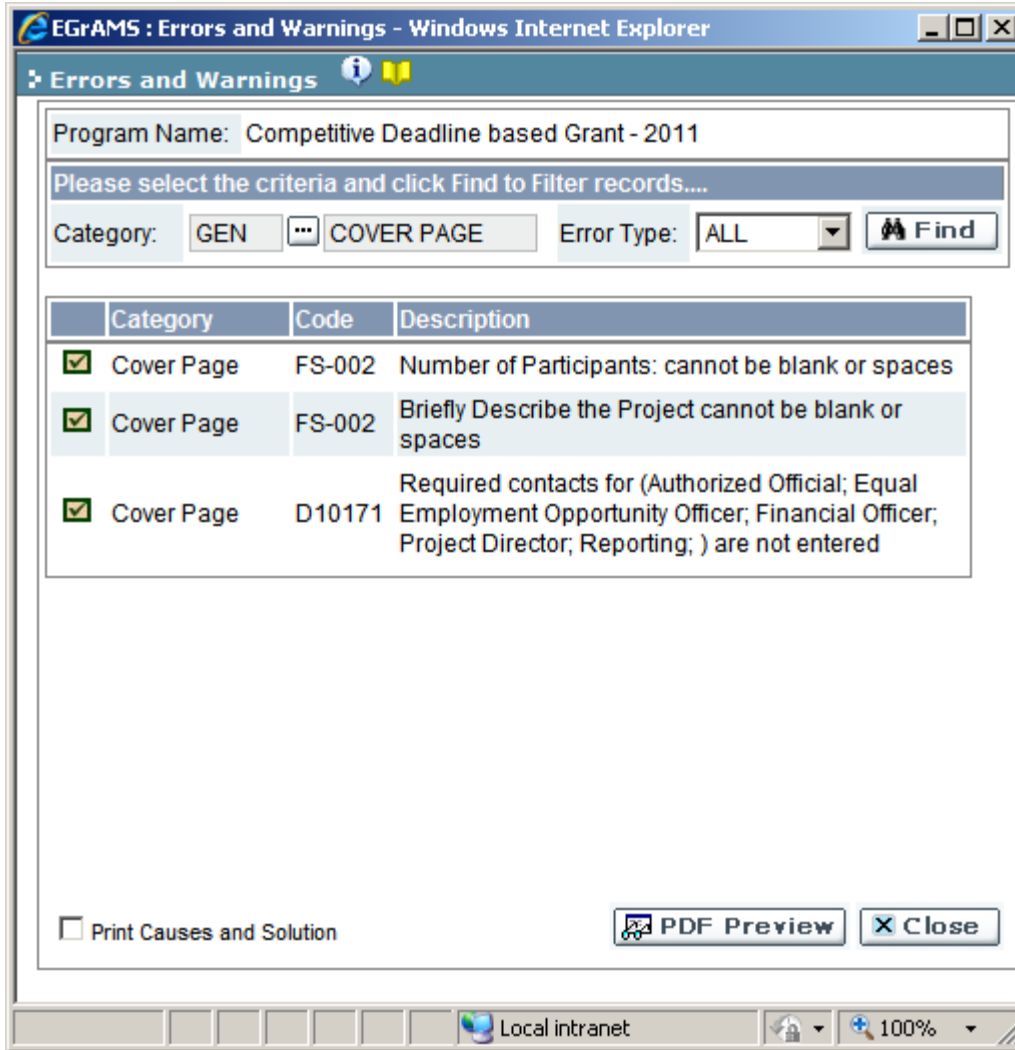 EGrAMS : Errors and Warnings - Windows Internet Explorer
Errors and Warnings
Program Name: Competitive Deadline based Grant - 2011
Please select the criteria and click Find to Filter records....
Category: GEN ... COVER PAGE Error Type: ALL Find
Category Code Description
Cover Page FS-002 Number of Participants: cannot be blank or spaces
Cover Page FS-002 Briefly Describe the Project cannot be blank or
spaces
Cover Page D10171 Required contacts for (Authorized Official; Equal
Employment Opportunity Officer; Financial Officer;
Project Director; Reporting; ) are not entered
Print Causes and Solution PDF Preview Close
Local intranet 100%